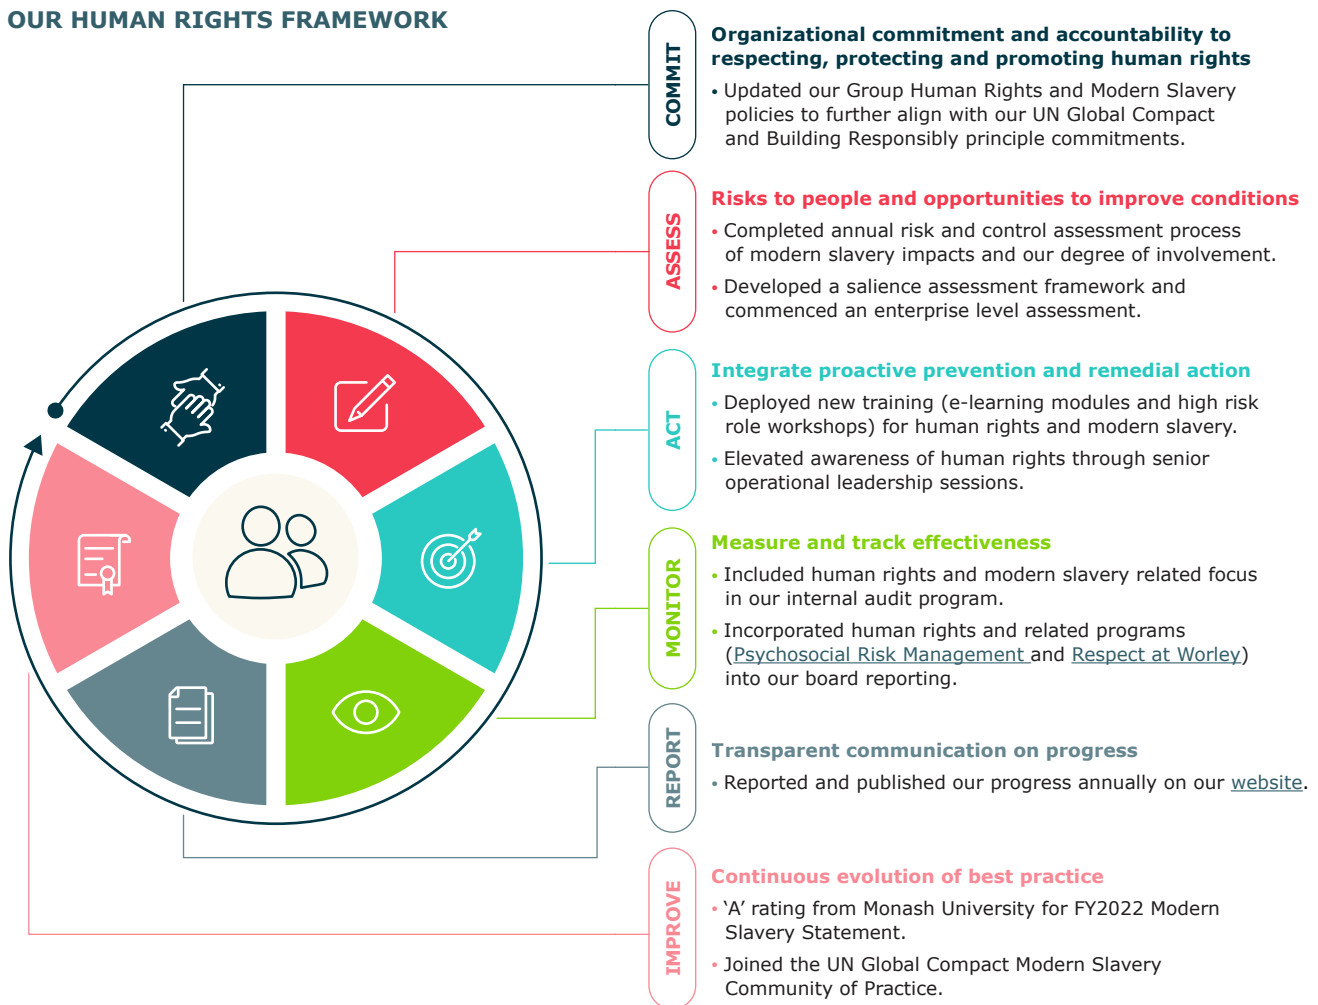 OUR HUMAN RIGHTS FRAMEWORK
COMMIT
Organizational commitment and accountability to
respecting, protecting and promoting human rights
• Updated our Group Human Rights and Modern Slavery
policies to further align with our UN Global Compact
and Building Responsibly principle commitments.
ASSESS
Risks to people and opportunities to improve conditions
• Completed annual risk and control assessment process
of modern slavery impacts and our degree of involvement.
• Developed a salience assessment framework and
commenced an enterprise level assessment.
ACT
Integrate proactive prevention and remedial action
• Deployed new training (e-learning modules and high risk
role workshops) for human rights and modern slavery.
• Elevated awareness of human rights through senior
operational leadership sessions.
MONITOR
Measure and track effectiveness
• Included human rights and modern slavery related focus
in our internal audit program.
• Incorporated human rights and related programs
(Psychosocial Risk Management and Respect at Worley)
into our board reporting.
REPORT
Transparent communication on progress
• Reported and published our progress annually on our website.
IMPROVE
Continuous evolution of best practice
• ‘A’ rating from Monash University for FY2022 Modern
Slavery Statement.
• Joined the UN Global Compact Modern Slavery
Community of Practice.